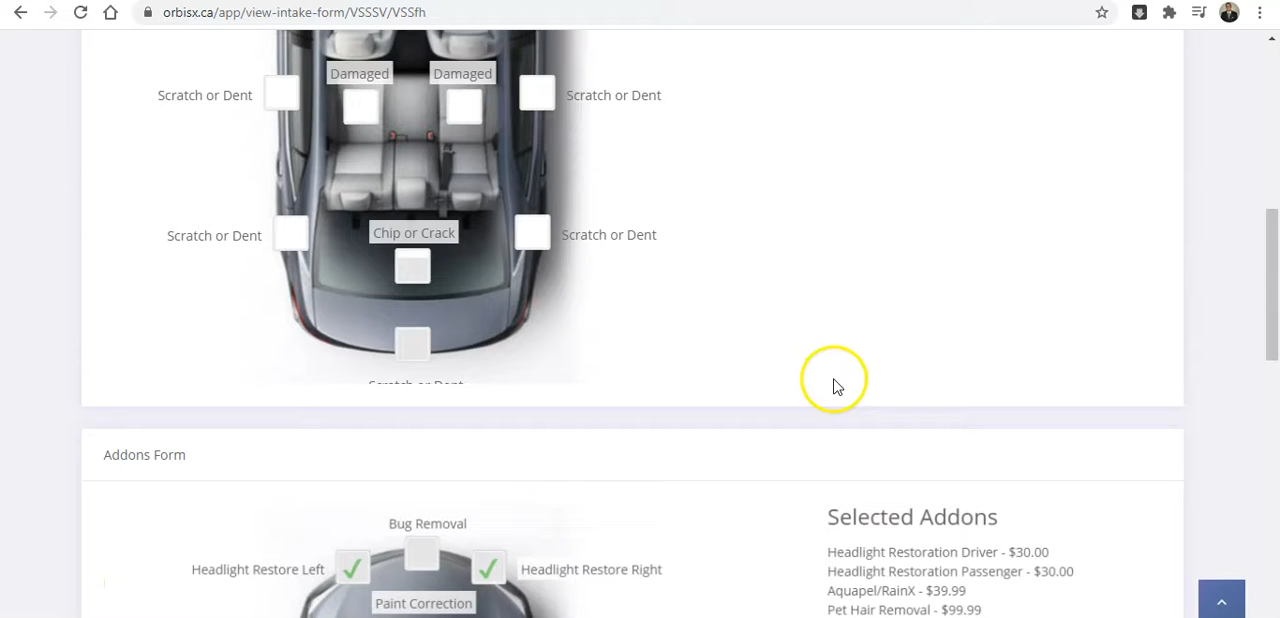 orbisx.ca/app/view-intake-form/VSSSV/VSSfh
Damaged Damaged
Scratch or Dent Scratch or Dent
Chip or Crack
Scratch or Dent Scratch or Dent
Scratch or Dent
Addons Form
Selected Addons
Bug Removal
Headlight Restore Left Headlight Restore Right
Paint Correction
Headlight Restoration Driver - $30.00
Headlight Restoration Passenger - $30.00
Aquapel/RainX - $39.99
Pet Hair Removal - $99.99